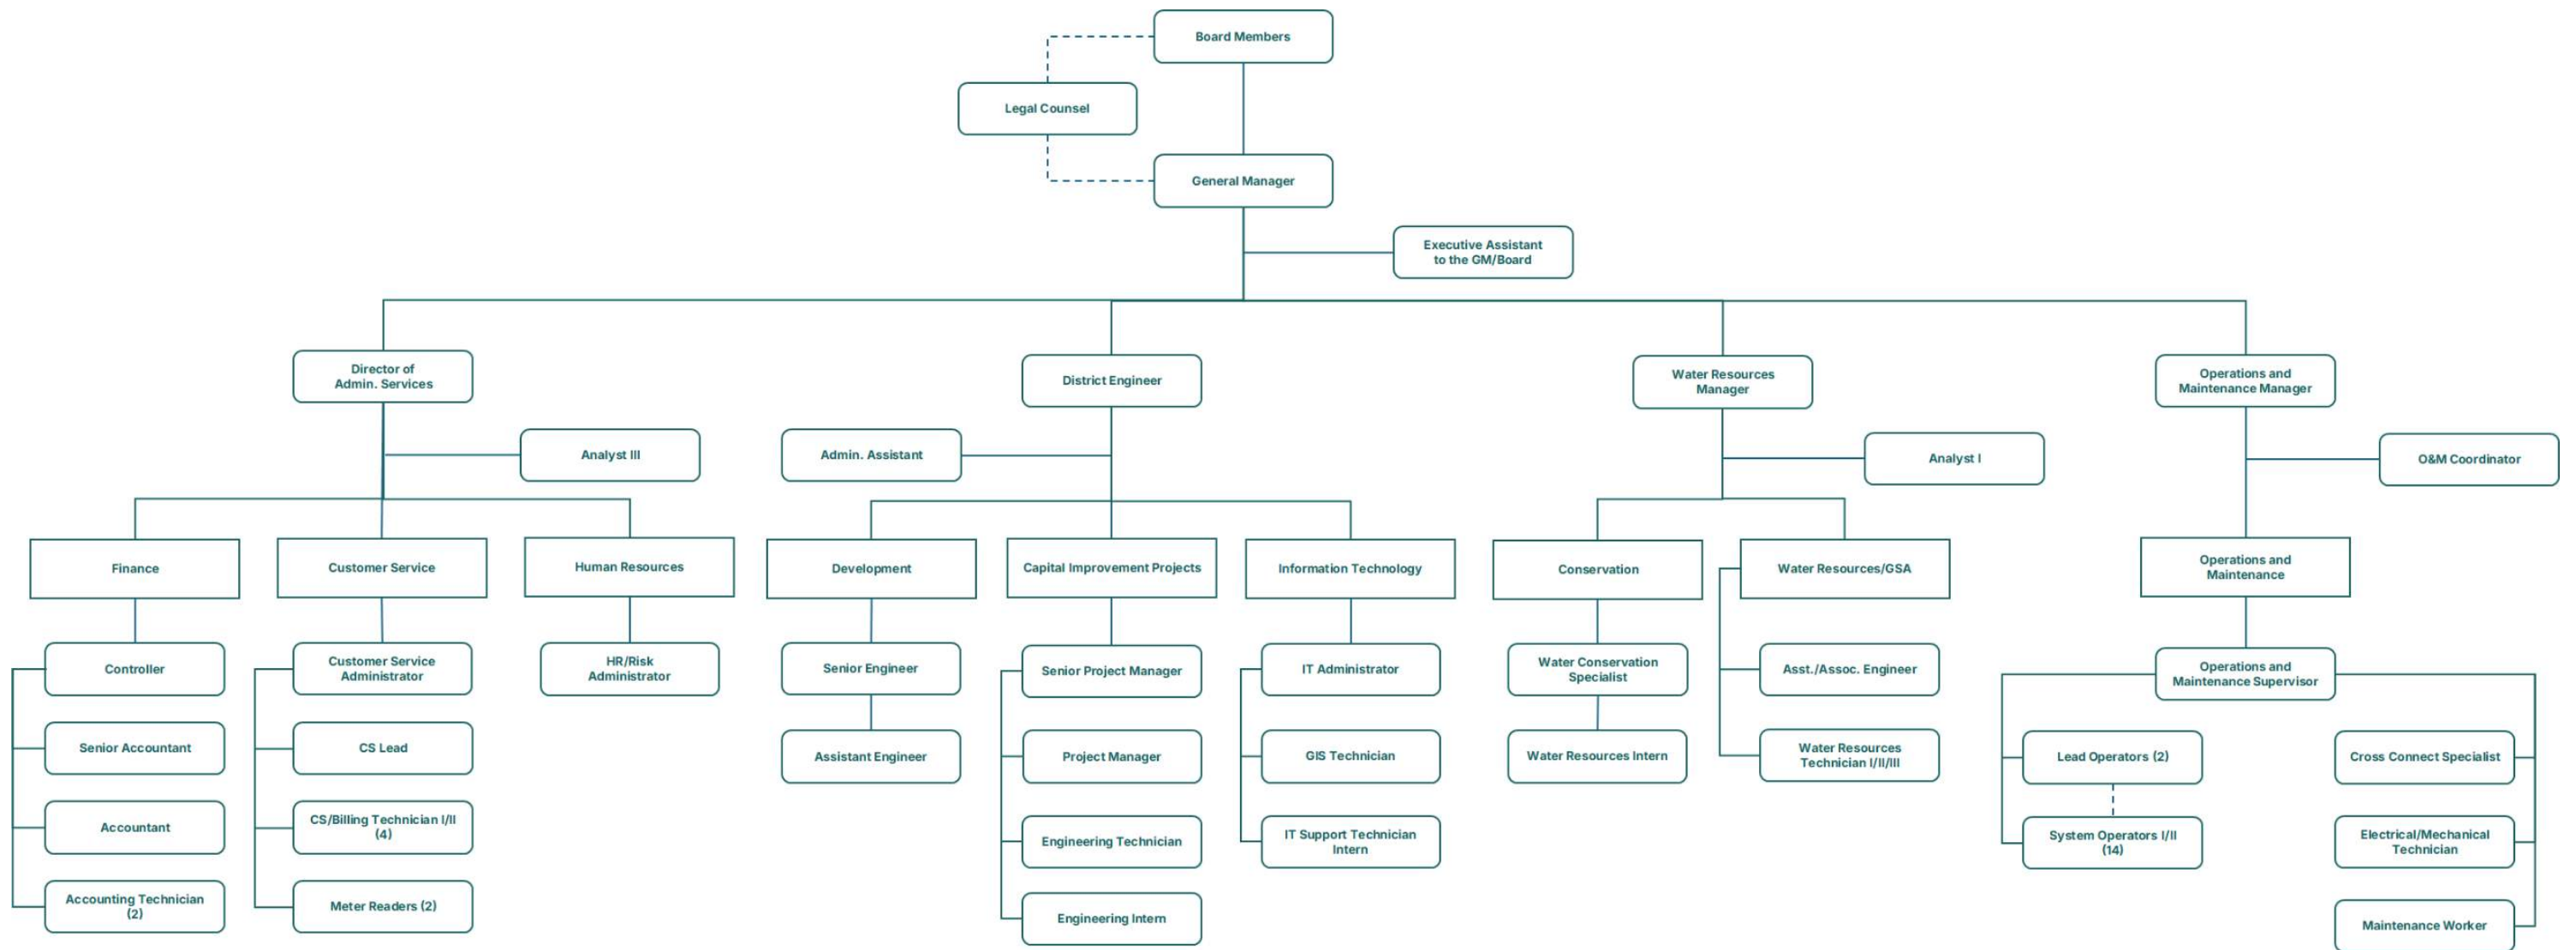 Board Members
Legal Counsel
General Manager
Executive Assistant
to the GM/Board
Director of
Admin. Services
District Engineer
Water Resources
Manager
Operations and
Maintenance Manager
Analyst III
Admin. Assistant
Analyst I
O&M Coordinator
Finance
Customer Service
Human Resources
Development
Capital Improvement Projects
Information Technology
Conservation
Water Resources/GSA
Operations and
Maintenance
Controller
Customer Service
Administrator
HR/Risk
Administrator
Senior Engineer
Senior Project Manager
IT Administrator
Water Conservation
Specialist
Asst./Assoc. Engineer
Operations and
Maintenance Supervisor
Senior Accountant
CS Lead
Assistant Engineer
Project Manager
GIS Technician
Water Resources Intern
Water Resources
Technician I/II/III
Lead Operators (2)
Cross Connect Specialist
Accountant
CS/Billing Technician I/II
(4)
Engineering Technician
IT Support Technician
Intern
System Operators I/II
(14)
Electrical/Mechanical
Technician
Accounting Technician
(2)
Meter Readers (2)
Engineering Intern
Maintenance Worker